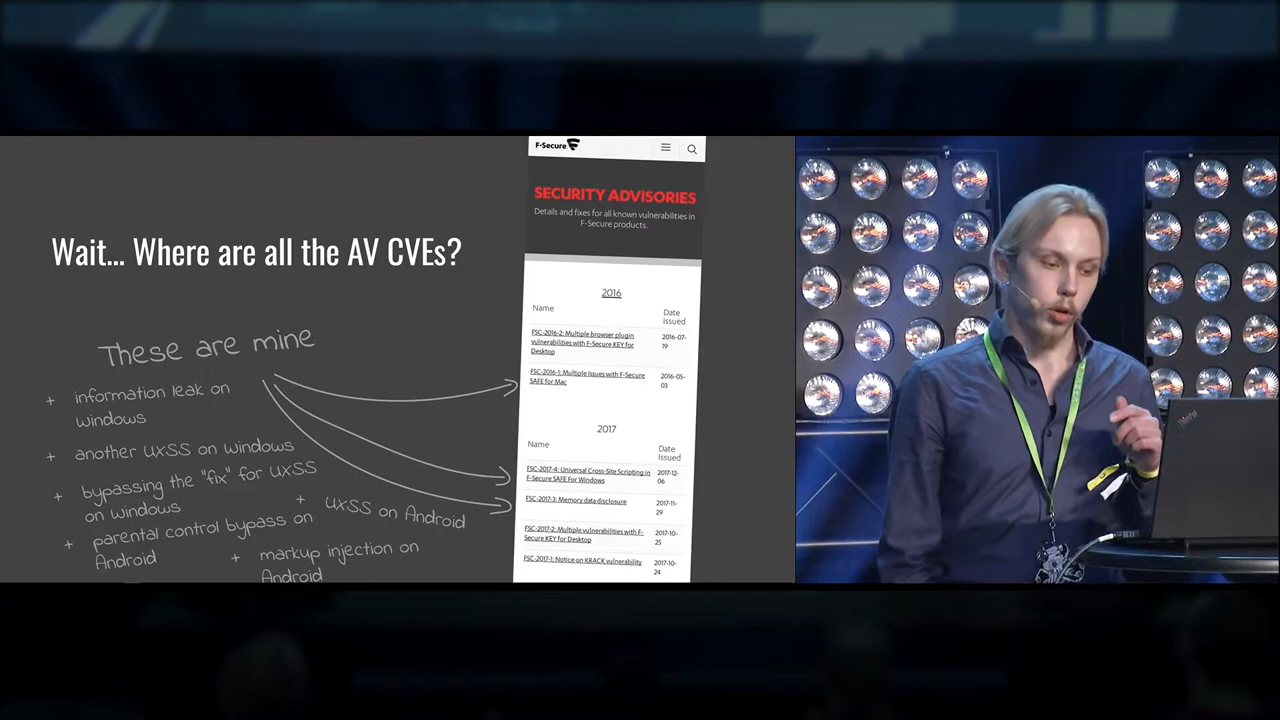 Wait... Where are all the AV CVEs?
These are mine
+ information leak on
windows
+ another UXSS on windows
+ bypassing the "fix" for UXSS
on windows
+ UXSS on Android
+ parental control bypass on
Android
+ markup injection on
Android
F-Secure
SECURITY ADVISORIES
Details and fixes for all known vulnerabilities in
F-Secure products.
2016
Name
Date
Issued
FSC-2016-2: Multiple browser plugin
vulnerabilities with F-Secure KEY for
Desktop
2016-07-
19
FSC-2016-1: Multiple Issues with F-Secure
SAFE for Mac
2016-05-
03
2017
Name
Date
Issued
FSC-2017-4: Universal Cross-Site Scripting in
F-Secure SAFE For Windows
2017-12-
06
FSC-2017-3: Memory data disclosure
2017-11-
29
FSC-2017-2: Multiple vulnerabilities with F-
Secure KEY for Desktop
2017-10-
25
FSC-2017-1: Notice on KRACK vulnerability
2017-10-
24
ThinkPad